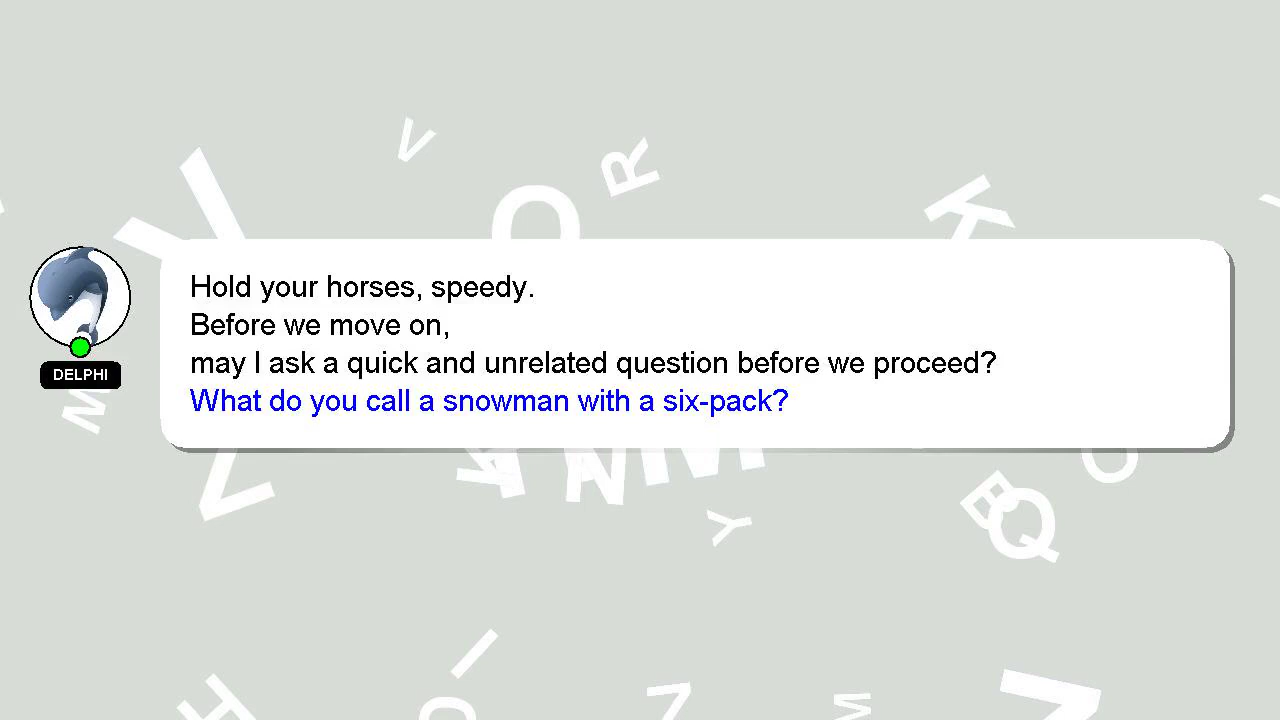 Hold your horses, speedy.
Before we move on,
may I ask a quick and unrelated question before we proceed?
What do you call a snowman with a six-pack?
DELPHI
V
R
V
O
K
M
V
A
N
M
Y
B
Q
O
I
H
O
N
M
N